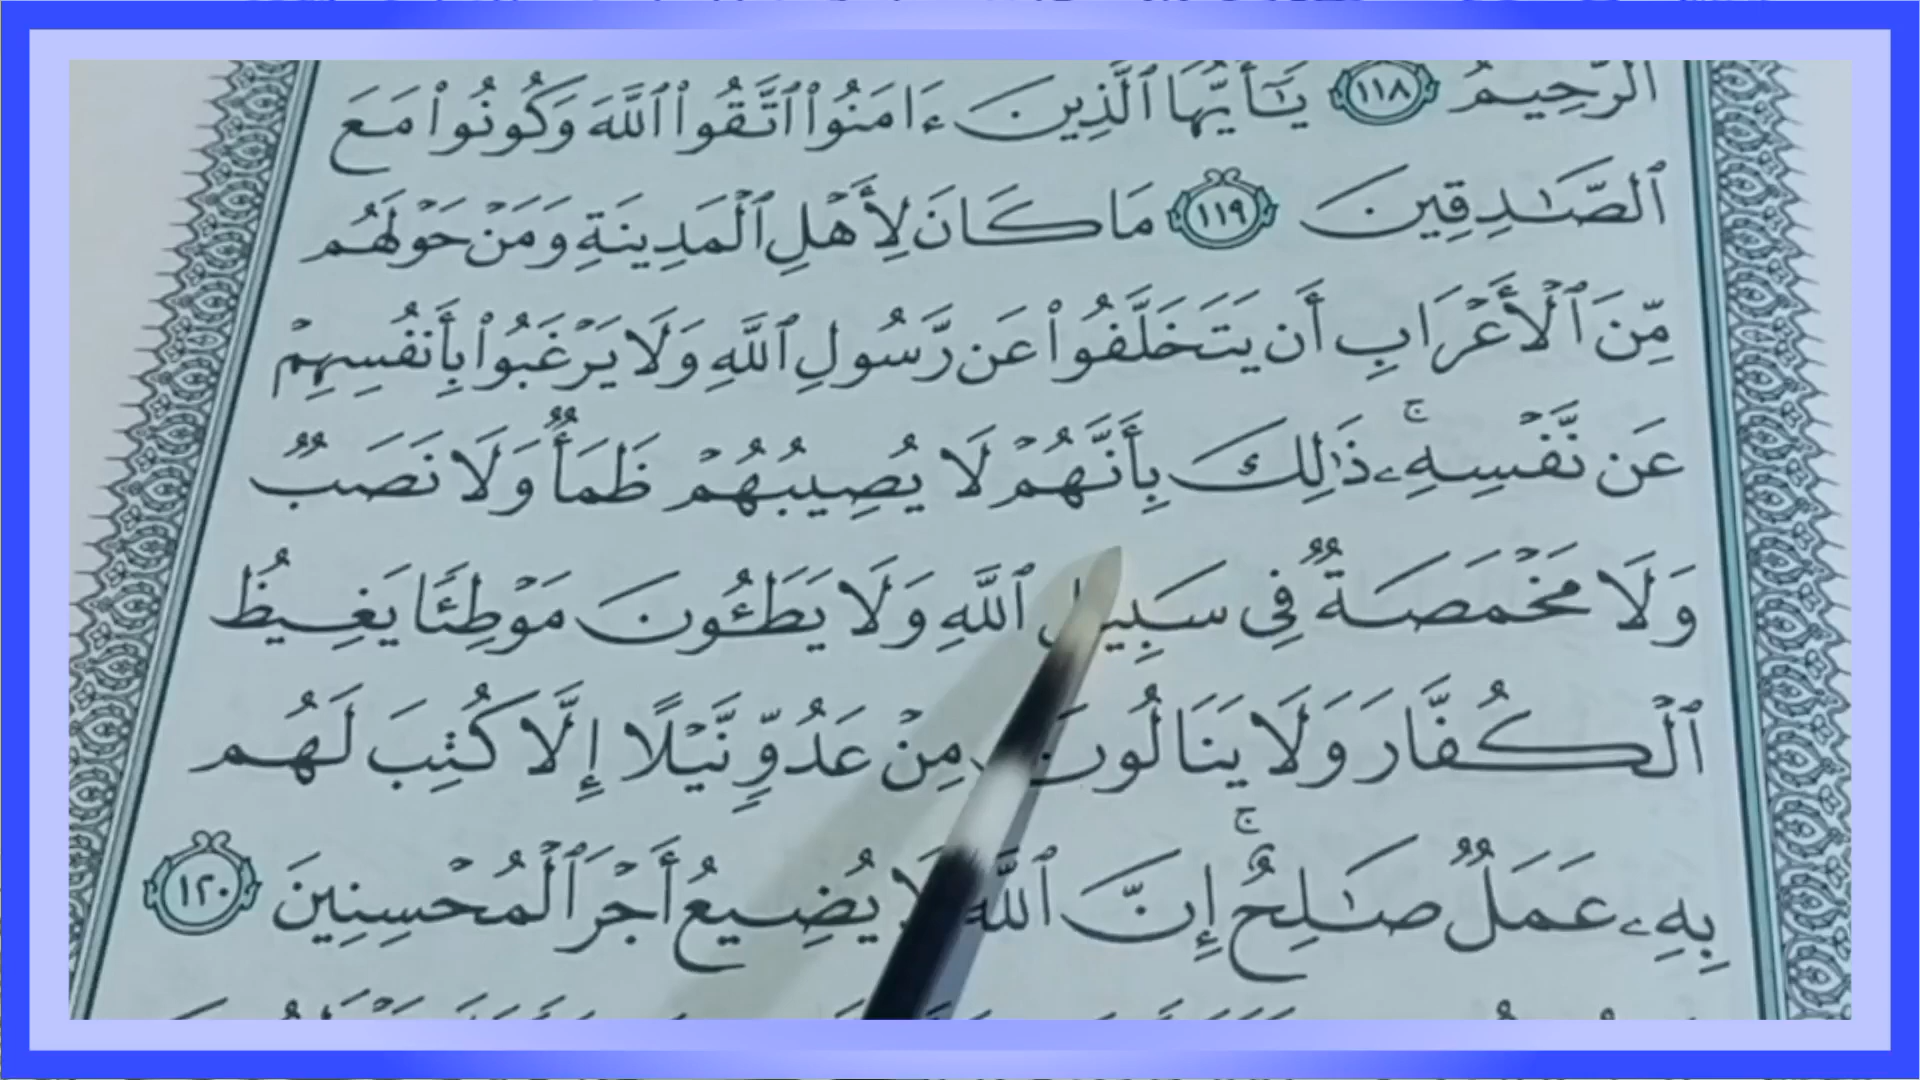 ٱلرَّحِيمُ ١١٨ يَٰٓأَيُّهَا ٱلَّذِينَ ءَامَنُوا۟ ٱتَّقُوا۟ ٱللَّهَ وَكُونُوا۟ مَعَ
ٱلصَّٰدِقِينَ ١١٩ مَا كَانَ لِأَهْلِ ٱلْمَدِينَةِ وَمَنْ حَوْلَهُم
مِّنَ ٱلْأَعْرَابِ أَن يَتَخَلَّفُوا۟ عَن رَّسُولِ ٱللَّهِ وَلَا يَرْغَبُوا۟ بِأَنفُسِهِمْ
عَن نَّفْسِهِۦۚ ذَٰلِكَ بِأَنَّهُمْ لَا يُصِيبُهُمْ ظَمَأٌ وَلَا نَصَبٌ
وَلَا مَخْمَصَةٌ فِى سَبِيلِ ٱللَّهِ وَلَا يَطَـُٔونَ مَوْطِئًا يَغِيظُ
ٱلْكُفَّارَ وَلَا يَنَالُونَ مِنْ عَدُوٍّ نَّيْلًا إِلَّا كُتِبَ لَهُم
بِهِۦ عَمَلٌ صَٰلِحٌۚ إِنَّ ٱللَّهَ لَا يُضِيعُ أَجْرَ ٱلْمُحْسِنِينَ ١٢٠